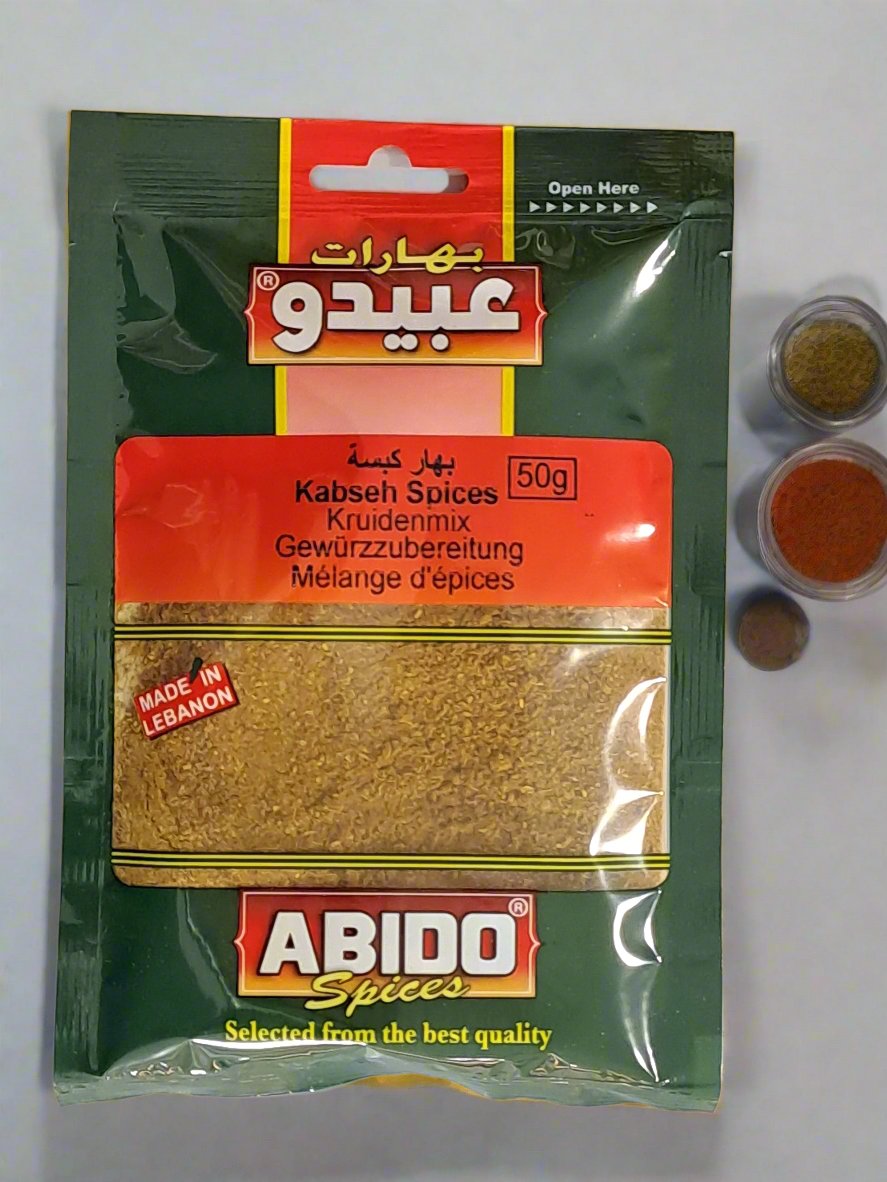 Open Here
بهارات
عبيدو®
بهار كبسة
50g
Kabseh Spices
Kruidenmix
Gewürzzubereitung
Mélange d'épices
MADE IN
LEBANON
ABIDO®
Spices
Selected from the best quality